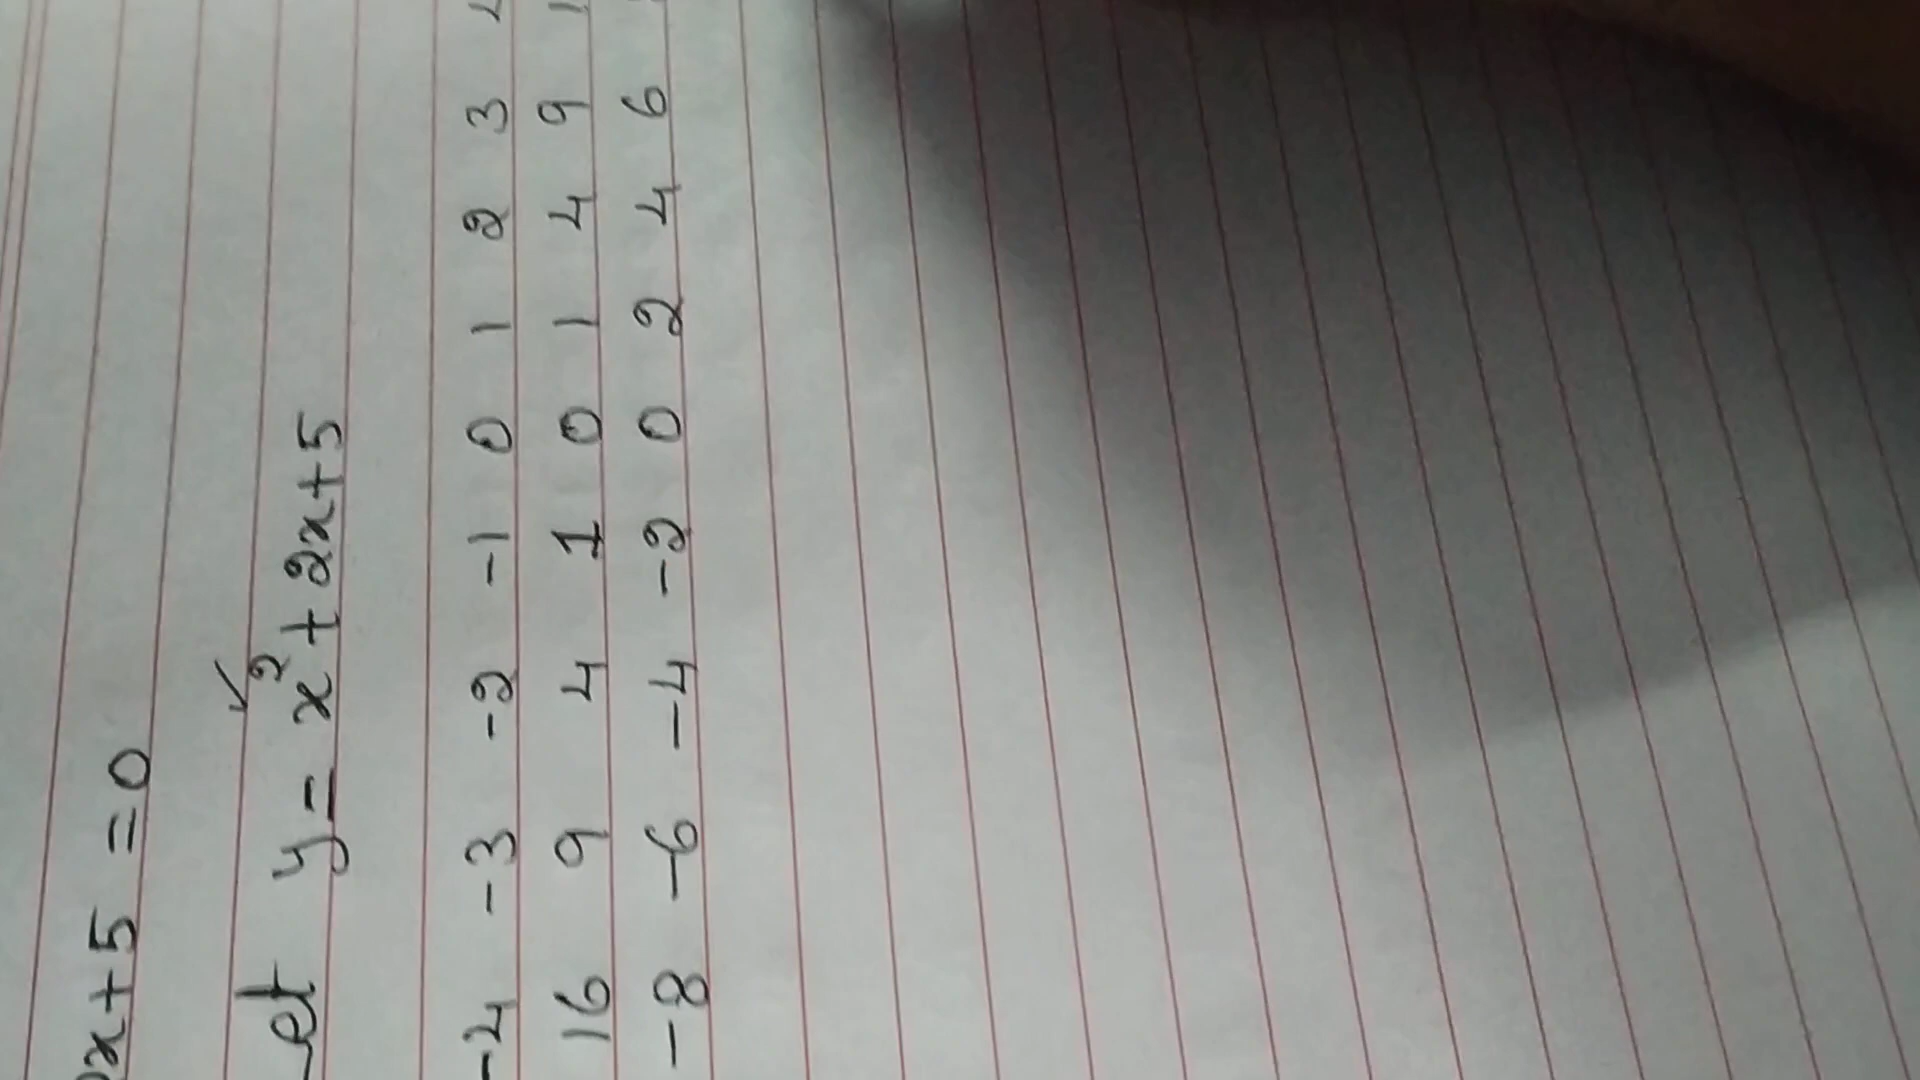 x+5=0
let y=x²+2x+5
-4 -3 -2 -1 0 1 2 3
16 9 4 1 0 1 4 9
-8 -6 -4 -2 0 2 4 6